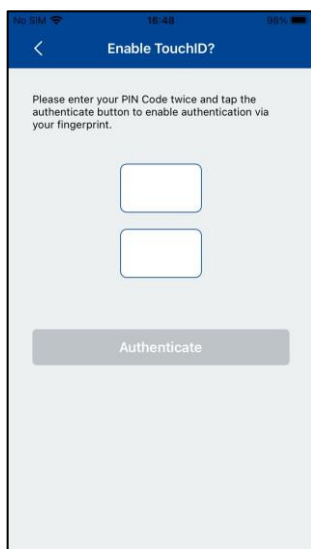 No SIM 16:48 98%
Enable TouchID?
Please enter your PIN Code twice and tap the
authenticate button to enable authentication via
your fingerprint.
Authenticate